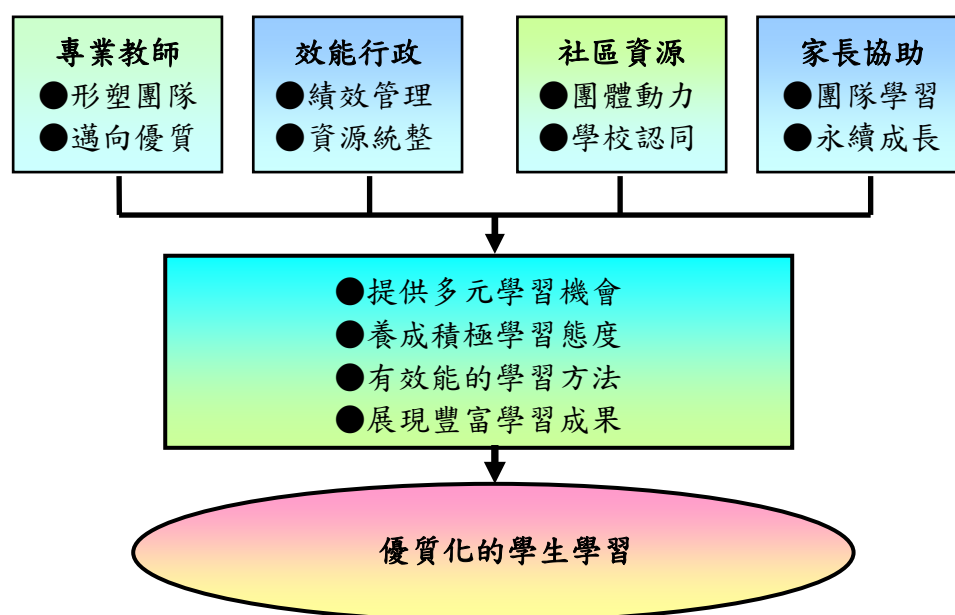 專業教師
●形塑團隊
●邁向優質
效能行政
●績效管理
●資源統整
社區資源
●團體動力
●學校認同
家長協助
●團隊學習
●永續成長
●提供多元學習機會
●養成積極學習態度
●有效能的學習方法
●展現豐富學習成果
優質化的學生學習